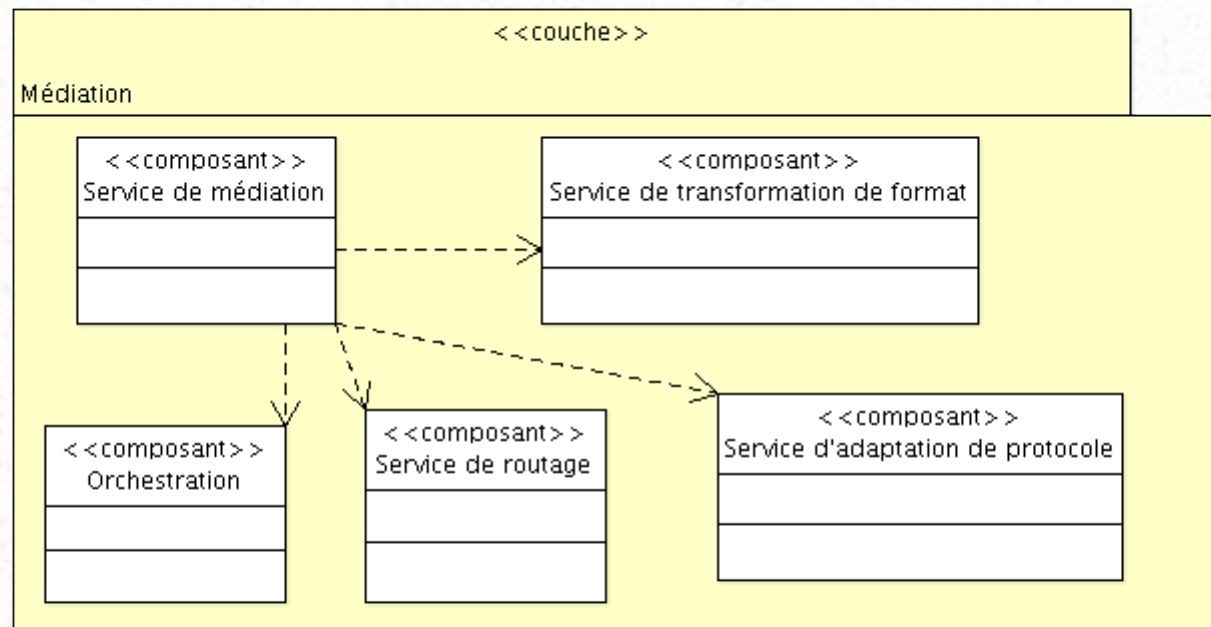 <<couche>>
Médiation
<<composant>>
Service de médiation
<<composant>>
Service de transformation de format
<<composant>>
Orchestration
<<composant>>
Service de routage
<<composant>>
Service d'adaptation de protocole